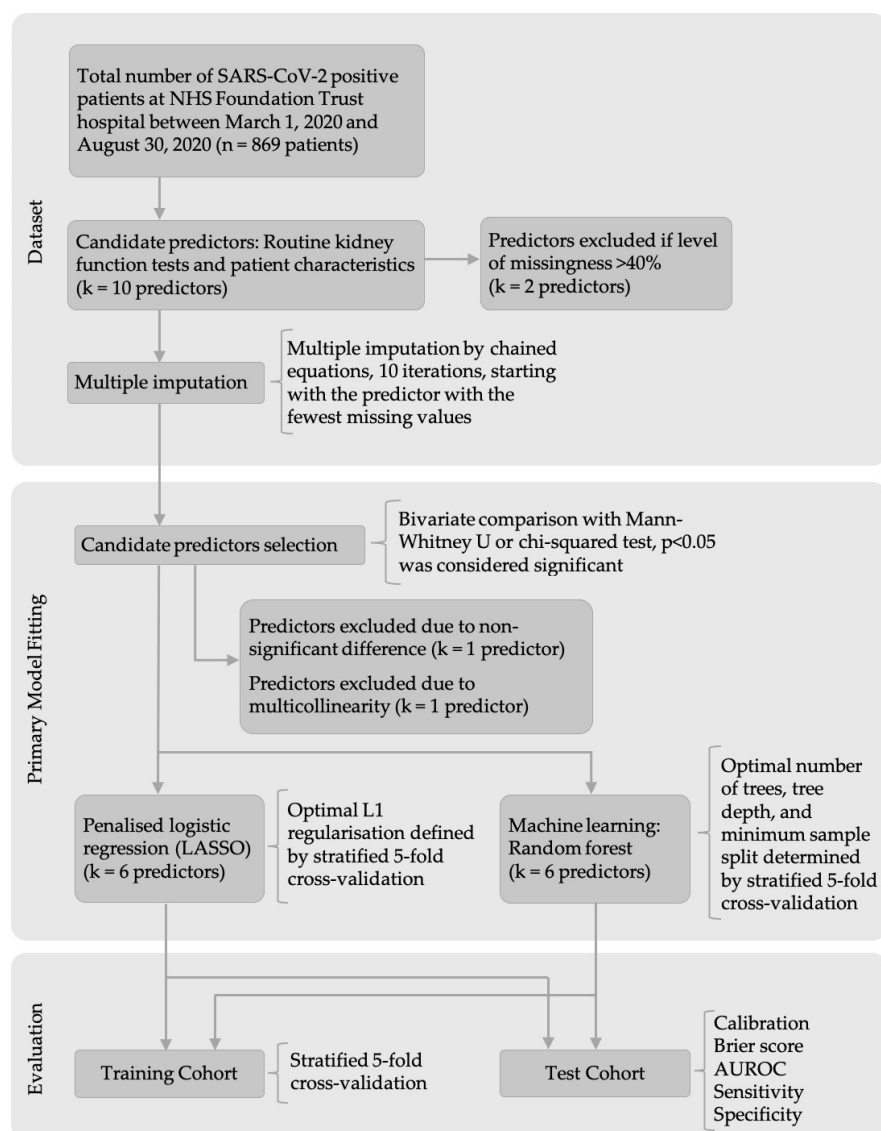 Dataset
Total number of SARS-CoV-2 positive
patients at NHS Foundation Trust
hospital between March 1, 2020 and
August 30, 2020 (n = 869 patients)
Candidate predictors: Routine kidney
function tests and patient characteristics
(k = 10 predictors)
Predictors excluded if level
of missingness >40%
(k = 2 predictors)
Multiple imputation
Multiple imputation by chained
equations, 10 iterations, starting
with the predictor with the
fewest missing values
Primary Model Fitting
Candidate predictors selection
Bivariate comparison with Mann-
Whitney U or chi-squared test, p<0.05
was considered significant
Predictors excluded due to non-
significant difference (k = 1 predictor)
Predictors excluded due to
multicollinearity (k = 1 predictor)
Penalised logistic
regression (LASSO)
(k = 6 predictors)
Optimal L1
regularisation defined
by stratified 5-fold
cross-validation
Machine learning:
Random forest
(k = 6 predictors)
Optimal number
of trees, tree
depth, and
minimum sample
split determined
by stratified 5-fold
cross-validation
Evaluation
Training Cohort
Stratified 5-fold
cross-validation
Test Cohort
Calibration
Brier score
AUROC
Sensitivity
Specificity